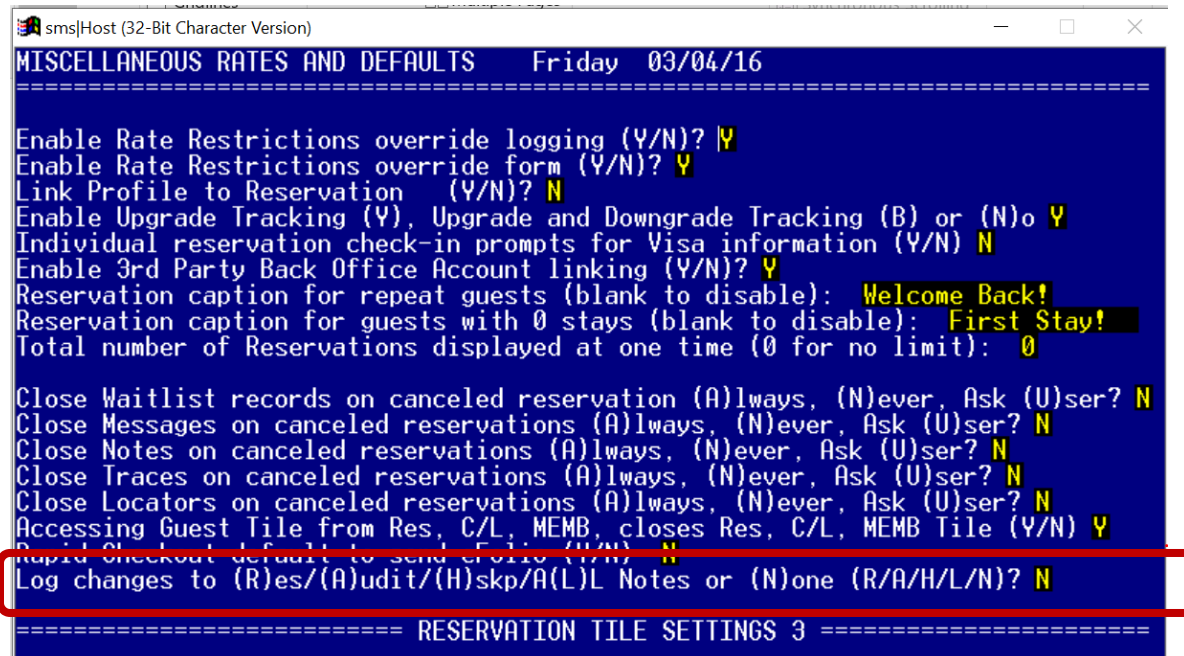 sms|Host (32-Bit Character Version)
MISCELLANEOUS RATES AND DEFAULTS    Friday  03/04/16
===============================================================================
Enable Rate Restrictions override logging (Y/N)? Y
Enable Rate Restrictions override form (Y/N)? Y
Link Profile to Reservation   (Y/N)? N
Enable Upgrade Tracking (Y), Upgrade and Downgrade Tracking (B) or (N)o Y
Individual reservation check-in prompts for Visa information (Y/N) N
Enable 3rd Party Back Office Account linking (Y/N)? Y
Reservation caption for repeat guests (blank to disable):  Welcome Back!
Reservation caption for guests with 0 stays (blank to disable):  First Stay!
Total number of Reservations displayed at one time (0 for no limit):  0
Close Waitlist records on canceled reservation (A)lways, (N)ever, Ask (U)ser? N
Close Messages on canceled reservations (A)lways, (N)ever, Ask (U)ser? N
Close Notes on canceled reservations (A)lways, (N)ever, Ask (U)ser? N
Close Traces on canceled reservations (A)lways, (N)ever, Ask (U)ser? N
Close Locators on canceled reservations (A)lways, (N)ever, Ask (U)ser? N
Accessing Guest Tile from Res, C/L, MEMB, closes Res, C/L, MEMB Tile (Y/N) Y
Rapid Checkout default to send eFolio (Y/N)  N
Log changes to (R)es/(A)udit/(H)skp/A(L)L Notes or (N)one (R/A/H/L/N)? N
=========================== RESERVATION TILE SETTINGS 3 =======================